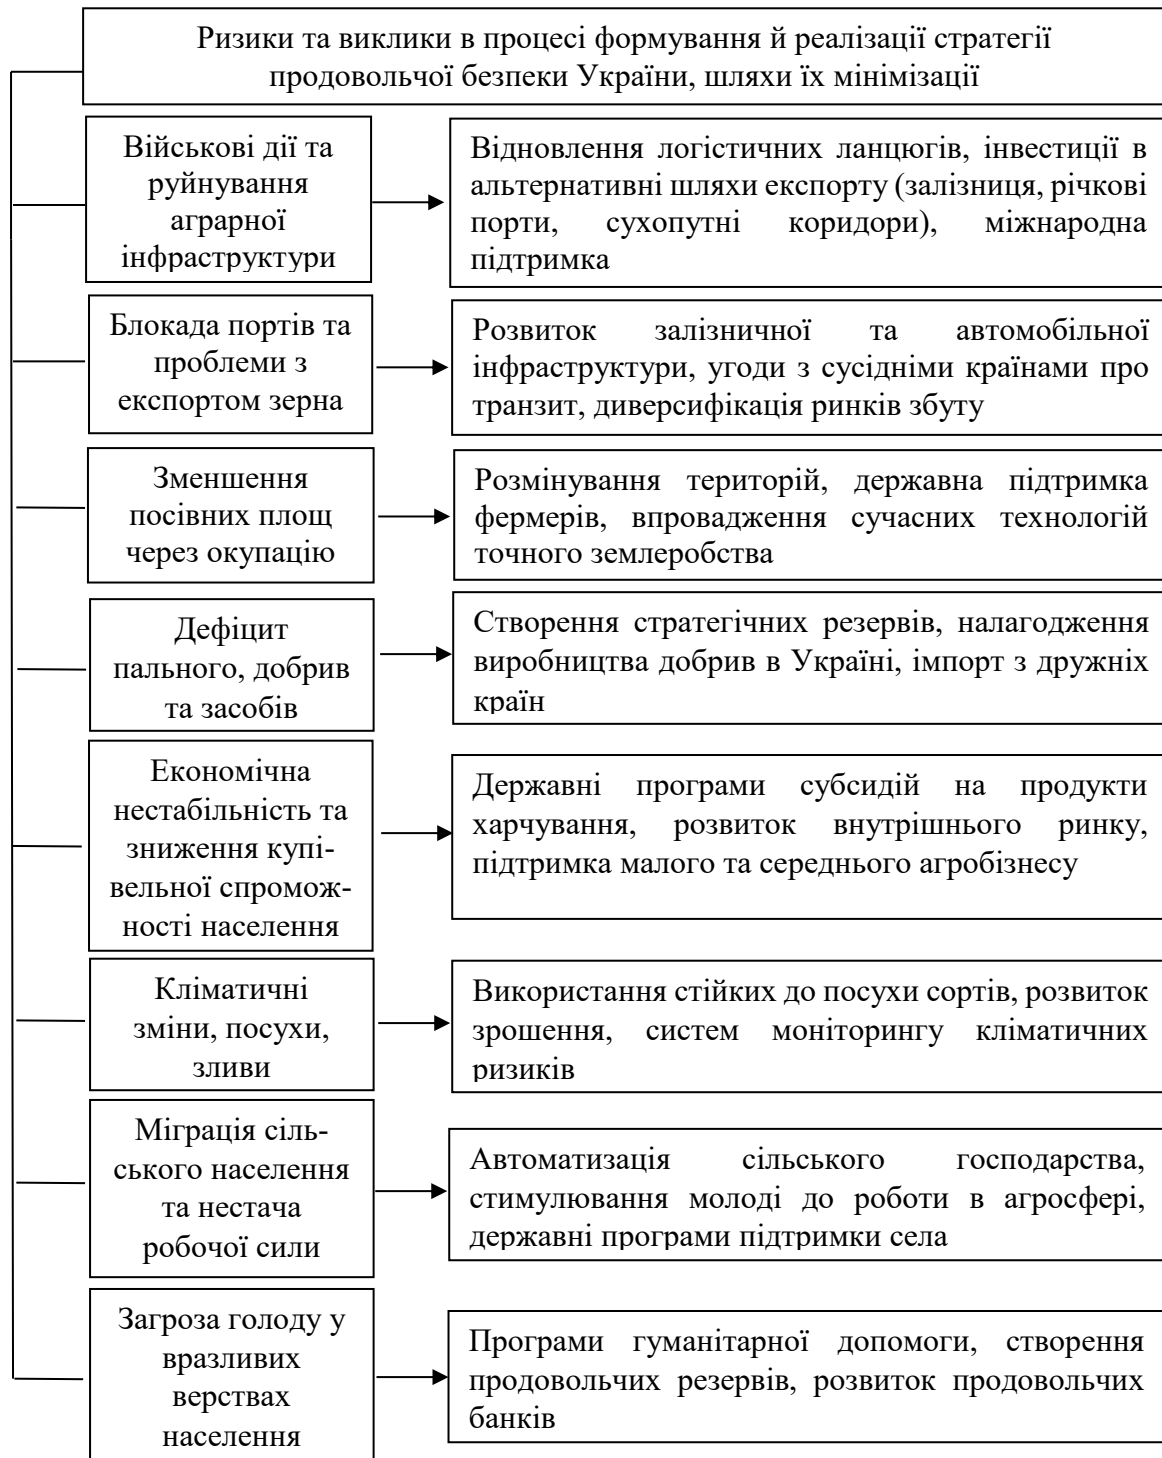 Ризики та виклики в процесі формування й реалізації стратегії
продовольчої безпеки України, шляхи їх мінімізації
Військові дії та
руйнування
аграрної
інфраструктури
Відновлення логістичних ланцюгів, інвестиції в
альтернативні шляхи експорту (залізниця, річкові
порти, сухопутні коридори), міжнародна
підтримка
Блокада портів та
проблеми з
експортом зерна
Розвиток залізничної та автомобільної
інфраструктури, угоди з сусідніми країнами про
транзит, диверсифікація ринків збуту
Зменшення
посівних площ
через окупацію
Розмінування територій, державна підтримка
фермерів, впровадження сучасних технологій
точного землеробства
Дефіцит
пального, добрив
та засобів
Створення стратегічних резервів, налагодження
виробництва добрив в Україні, імпорт з дружніх
країн
Економічна
нестабільність та
зниження купі-
вельної спромож-
ності населення
Державні програми субсидій на продукти
харчування, розвиток внутрішнього ринку,
підтримка малого та середнього агробізнесу
Кліматичні
зміни, посухи,
зливи
Використання стійких до посухи сортів, розвиток
зрошення, систем моніторингу кліматичних
ризиків
Міграція сіль-
ського населення
та нестача
робочої сили
Автоматизація сільського господарства,
стимулювання молоді до роботи в агросфері,
державні програми підтримки села
Загроза голоду у
вразливих
верствах
населення
Програми гуманітарної допомоги, створення
продовольчих резервів, розвиток продовольчих
банків